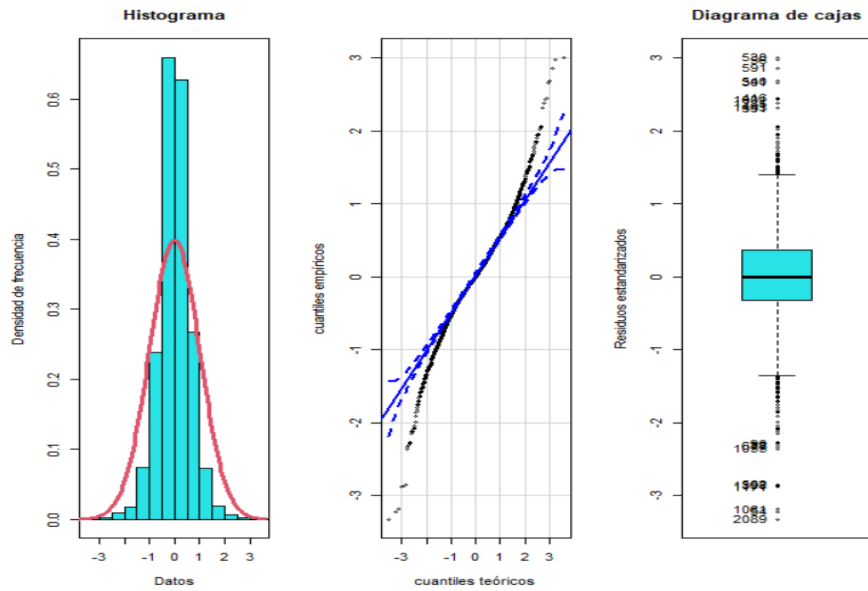 Histograma
Densidad de frecuencia
0.0 0.1 0.2 0.3 0.4 0.5 0.6
-3 -1 0 1 2 3
Datos
cuantiles empíricos
-3 -2 -1 0 1 2 3
-3 -1 0 1 2 3
cuantiles teóricos
Diagrama de cajas
Residuos estandarizados
-3 -2 -1 0 1 2 3
591
1061
2089